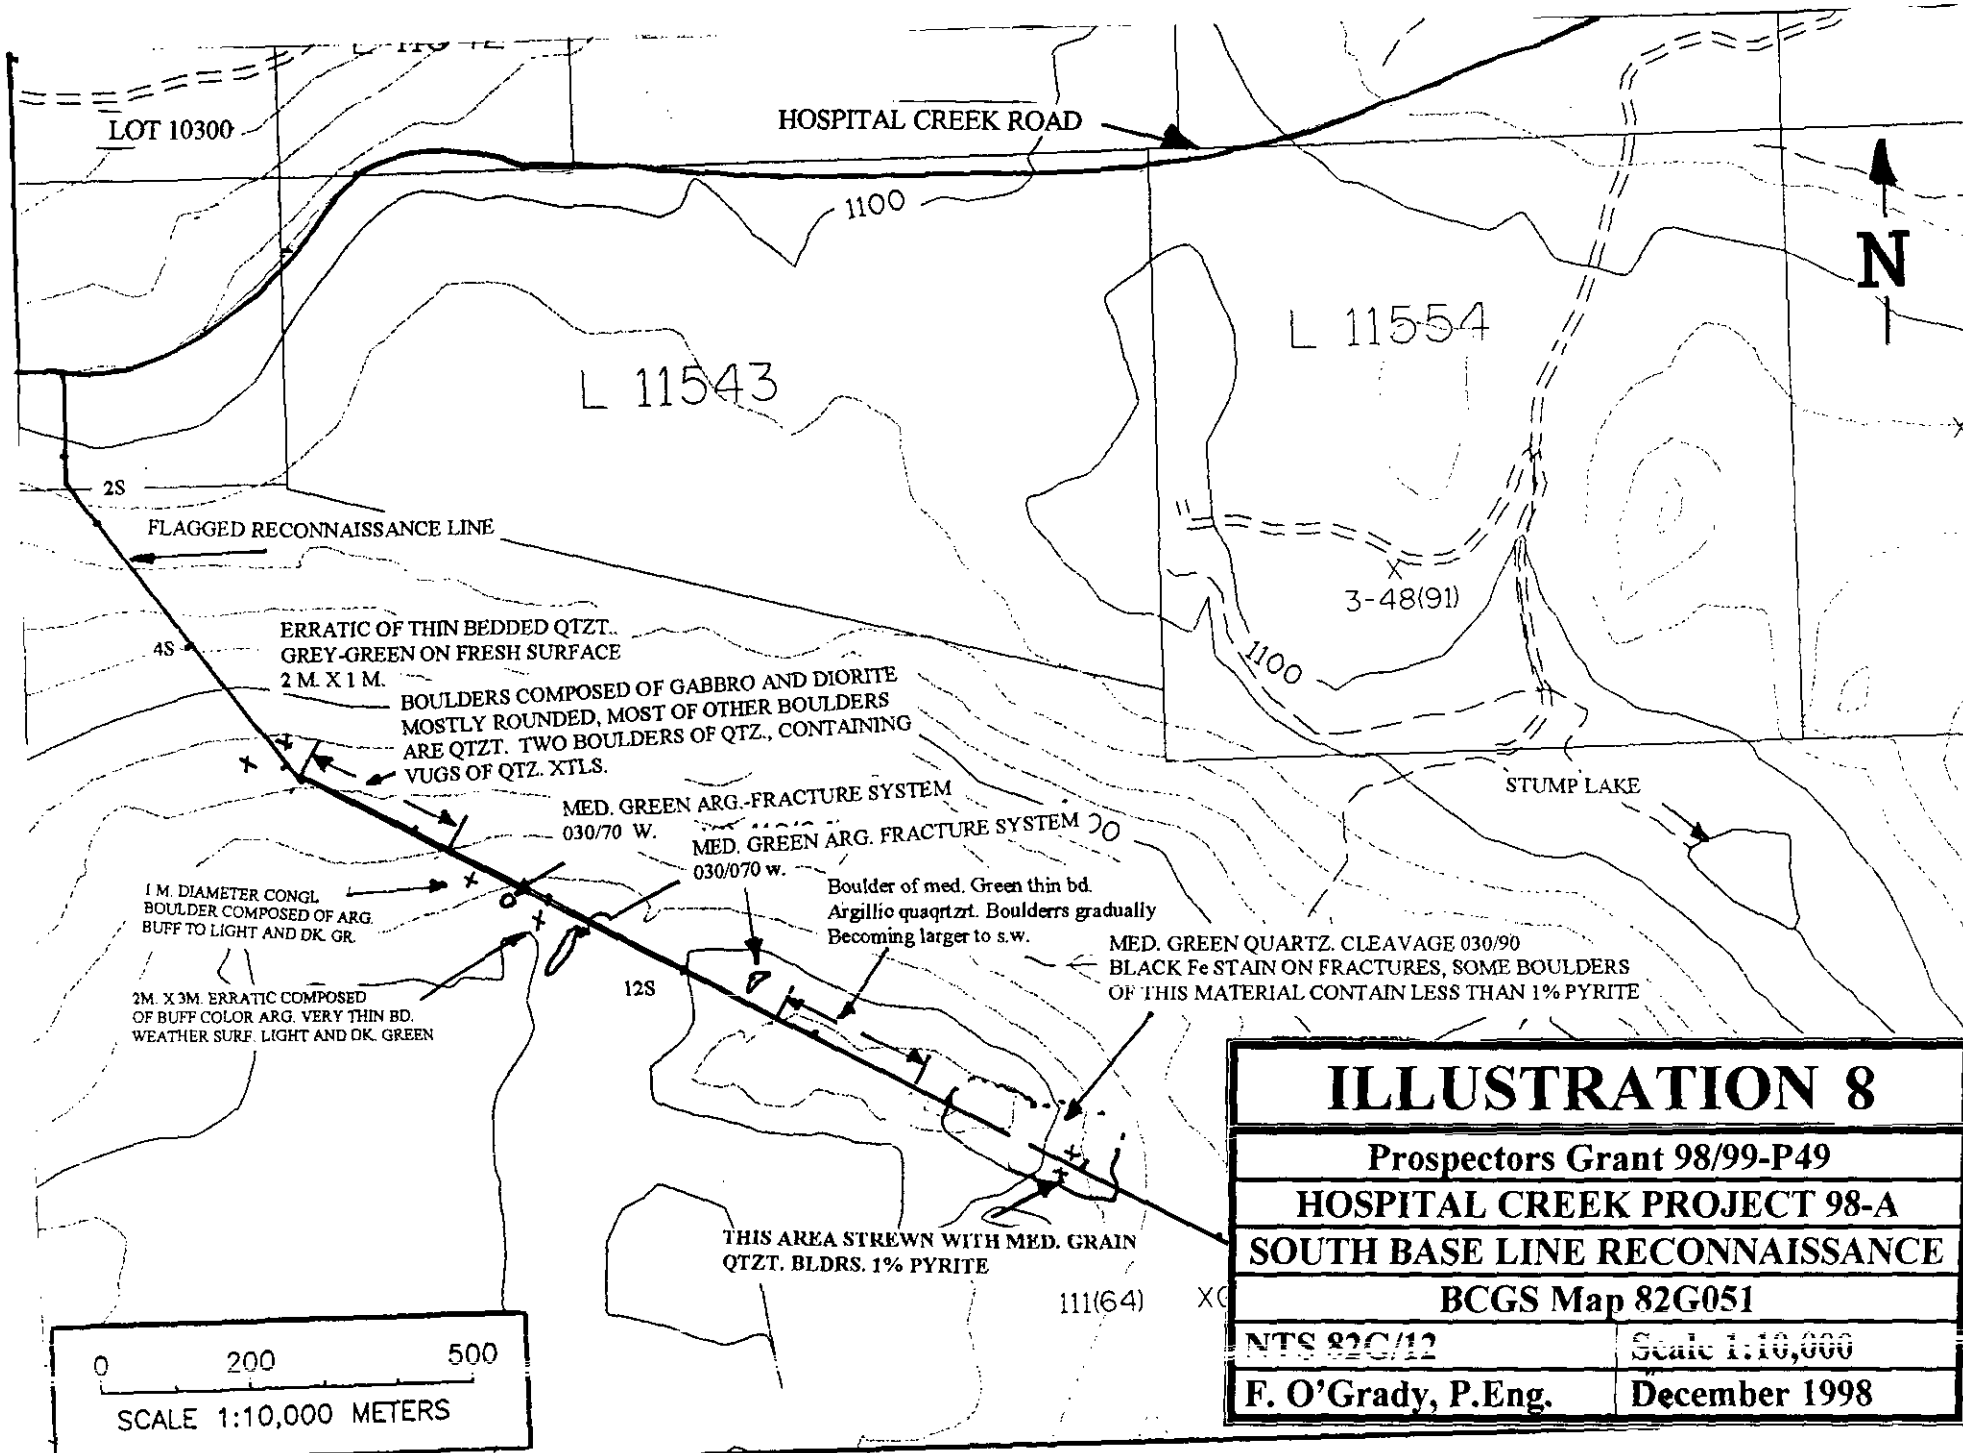 LOT 10300
HOSPITAL CREEK ROAD
1100
N
L 11554
L 11543
2S
FLAGGED RECONNAISSANCE LINE
3-48(91)
1100
4S
ERRATIC OF THIN BEDDED QTZT..
GREY-GREEN ON FRESH SURFACE
2 M. X 1 M.
BOULDERS COMPOSED OF GABBRO AND DIORITE
MOSTLY ROUNDED, MOST OF OTHER BOULDERS
ARE QTZT. TWO BOULDERS OF QTZ., CONTAINING
VUGS OF QTZ. XTLS.
STUMP LAKE
MED. GREEN ARG.-FRACTURE SYSTEM
030/70 W.
MED. GREEN ARG. FRACTURE SYSTEM
030/070 w.
1 M. DIAMETER CONGL
BOULDER COMPOSED OF ARG.
BUFF TO LIGHT AND DK. GR.
Boulder of med. Green thin bd.
Argillic quaqrtzrt. Boulderrs gradually
Becoming larger to s.w.
MED. GREEN QUARTZ. CLEAVAGE 030/90
BLACK Fe STAIN ON FRACTURES, SOME BOULDERS
OF THIS MATERIAL CONTAIN LESS THAN 1% PYRITE
12S
2M. X 3M. ERRATIC COMPOSED
OF BUFF COLOR ARG. VERY THIN BD.
WEATHER SURF. LIGHT AND DK. GREEN
THIS AREA STREWN WITH MED. GRAIN
QTZT. BLDRS. 1% PYRITE
111(64)
ILLUSTRATION 8
Prospectors Grant 98/99-P49
HOSPITAL CREEK PROJECT 98-A
SOUTH BASE LINE RECONNAISSANCE
BCGS Map 82G051
NTS 82G/12
Scale 1:10,000
F. O'Grady, P.Eng.
December 1998
0 200 500
SCALE 1:10,000 METERS